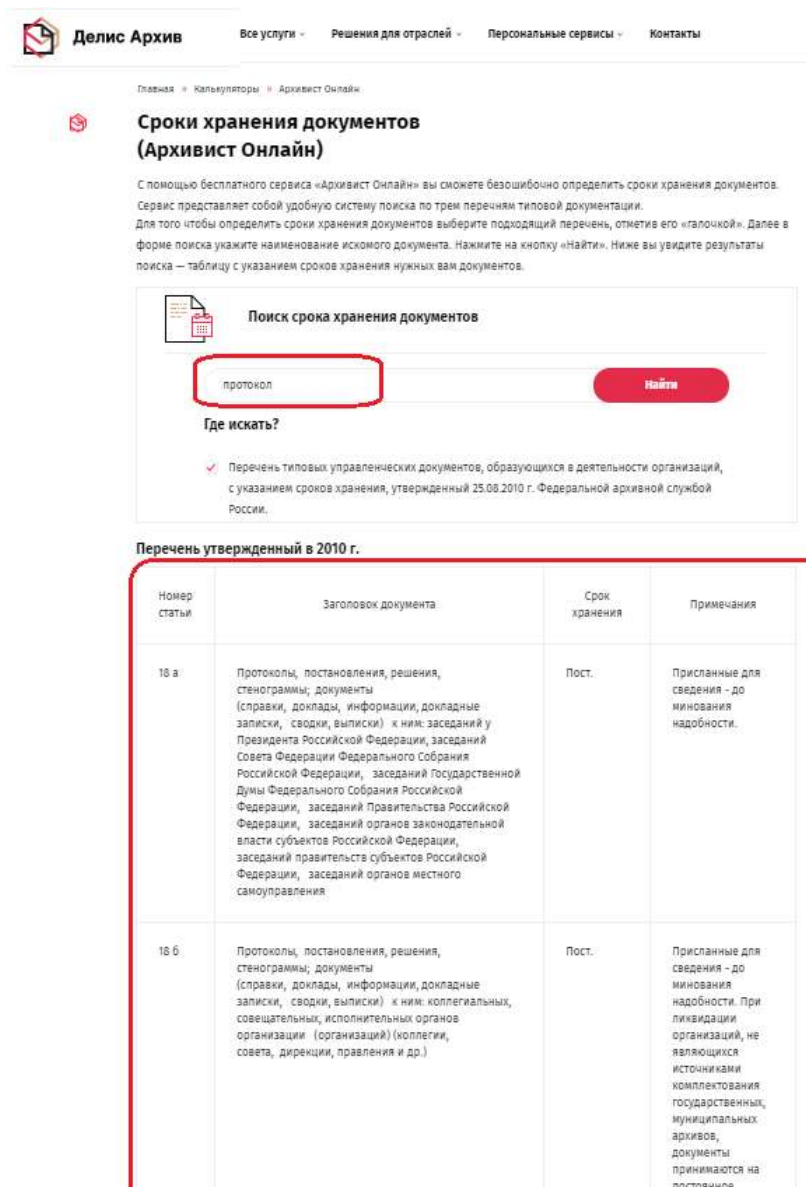 Делис Архив
Все услуги
Решения для отраслей
Персональные сервисы
Контакты
Главная » Калькуляторы » Архивист Онлайн
Сроки хранения документов
(Архивист Онлайн)
С помощью бесплатного сервиса «Архивист Онлайн» вы сможете безошибочно определить сроки хранения документов.
Сервис представляет собой удобную систему поиска по трем перечням типовой документации.
Для того чтобы определить сроки хранения документов выберите подходящий перечень, отметив его «галочкой». Далее в
форме поиска укажите наименование искомого документа. Нажмите на кнопку «Найти». Ниже вы увидите результаты
поиска — таблицу с указанием сроков хранения нужных вам документов.
Поиск срока хранения документов
протокол
Найти
Где искать?
Перечень типовых управленческих документов, образующихся в деятельности организаций,
с указанием сроков хранения, утвержденный 25.08.2010 г. Федеральной архивной службой
России.
Перечень утвержденный в 2010 г.
Номер
статьи
Заголовок документа
Срок
хранения
Примечания
18 а
Протоколы, постановления, решения,
стенограммы; документы
(справки, доклады, информации, докладные
записки, сводки, выписки) к ним: заседаний у
Президента Российской Федерации, заседаний
Совета Федерации Федерального Собрания
Российской Федерации, заседаний Государственной
Думы Федерального Собрания Российской
Федерации, заседаний Правительства Российской
Федерации, заседаний органов законодательной
власти субъектов Российской Федерации,
заседаний правительств субъектов Российской
Федерации, заседаний органов местного
самоуправления
Пост.
Присланные для
сведения - до
минования
надобности.
18 б
Протоколы, постановления, решения,
стенограммы; документы
(справки, доклады, информации, докладные
записки, сводки, выписки) к ним: коллегиальных,
совещательных, исполнительных органов
организации (организаций) (коллегии,
совета, дирекции, правления и др.)
Пост.
Присланные для
сведения - до
минования
надобности. При
ликвидации
организаций, не
являющихся
источниками
комплектования
государственных,
муниципальных
архивов,
документы
принимаются на
постоянное